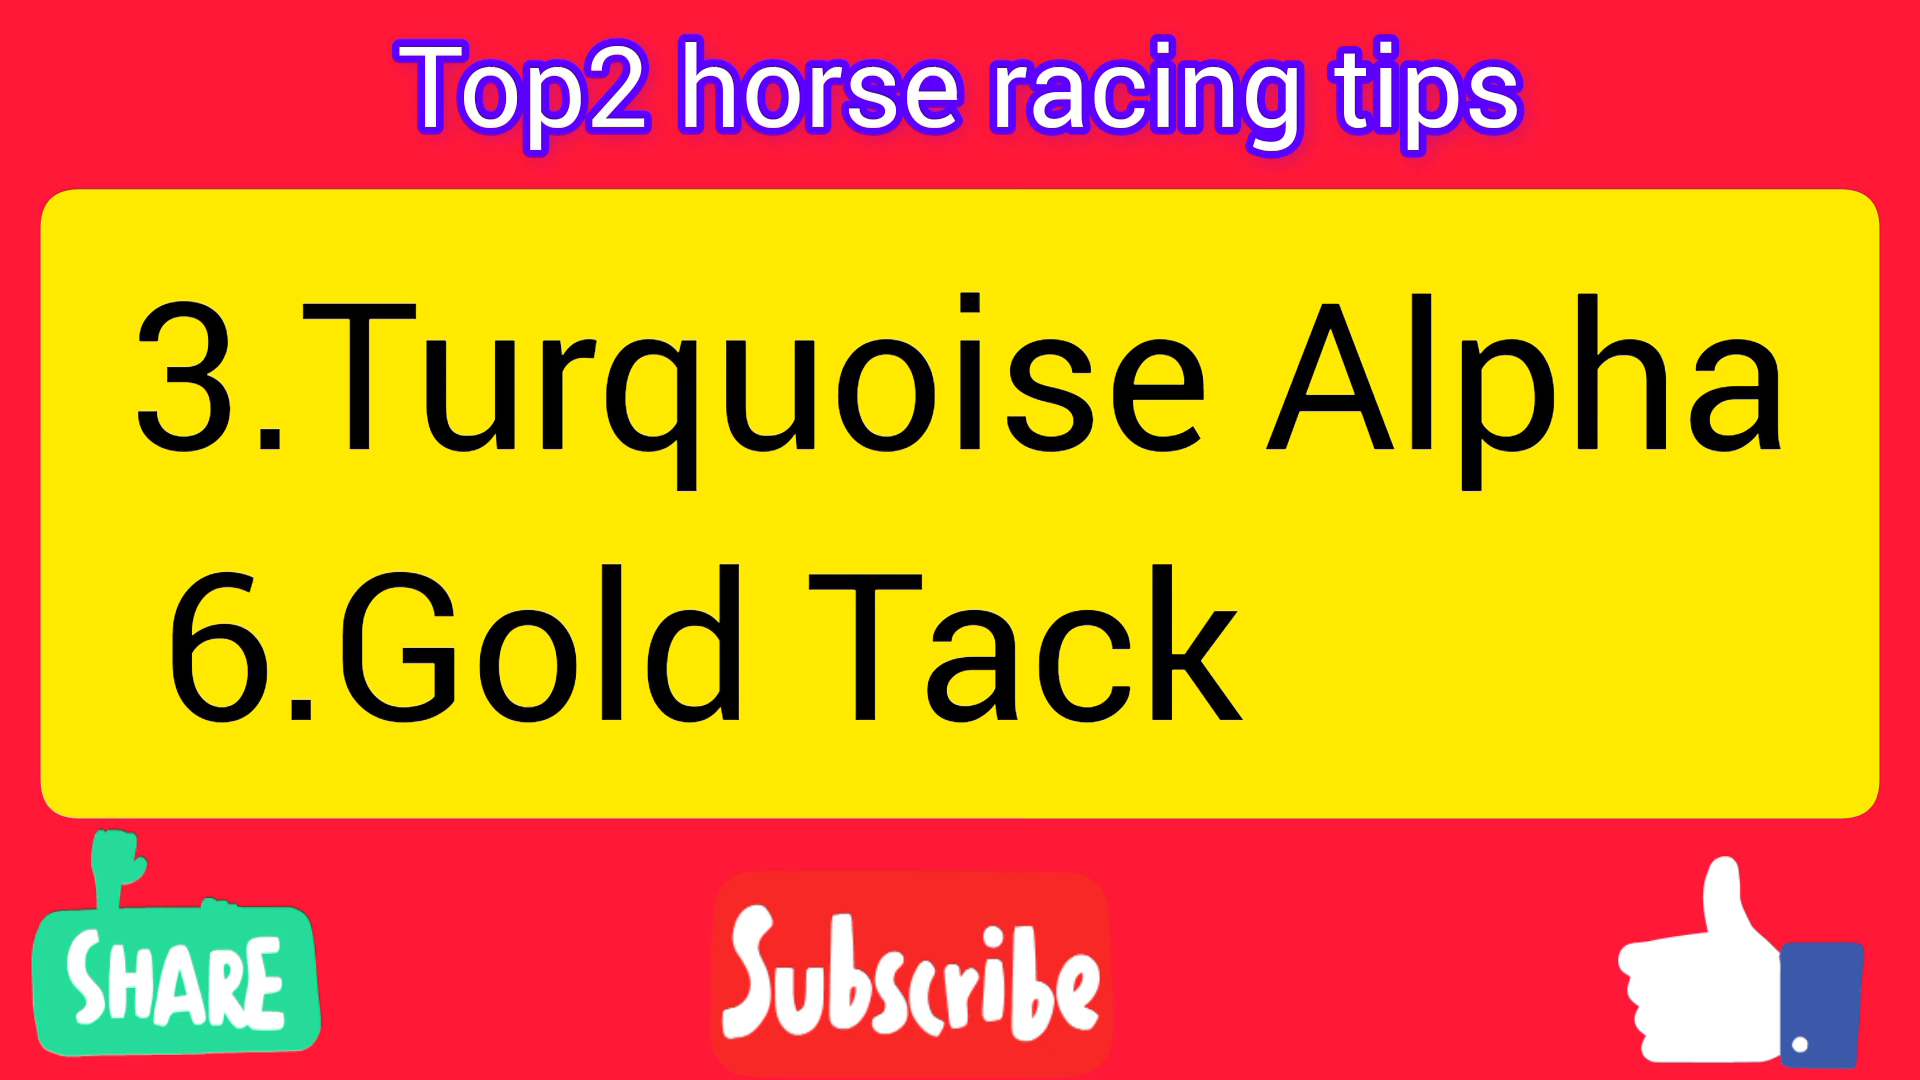 Top2 horse racing tips
3.Turquoise Alpha
6.Gold Tack
SHARE
Subscribe